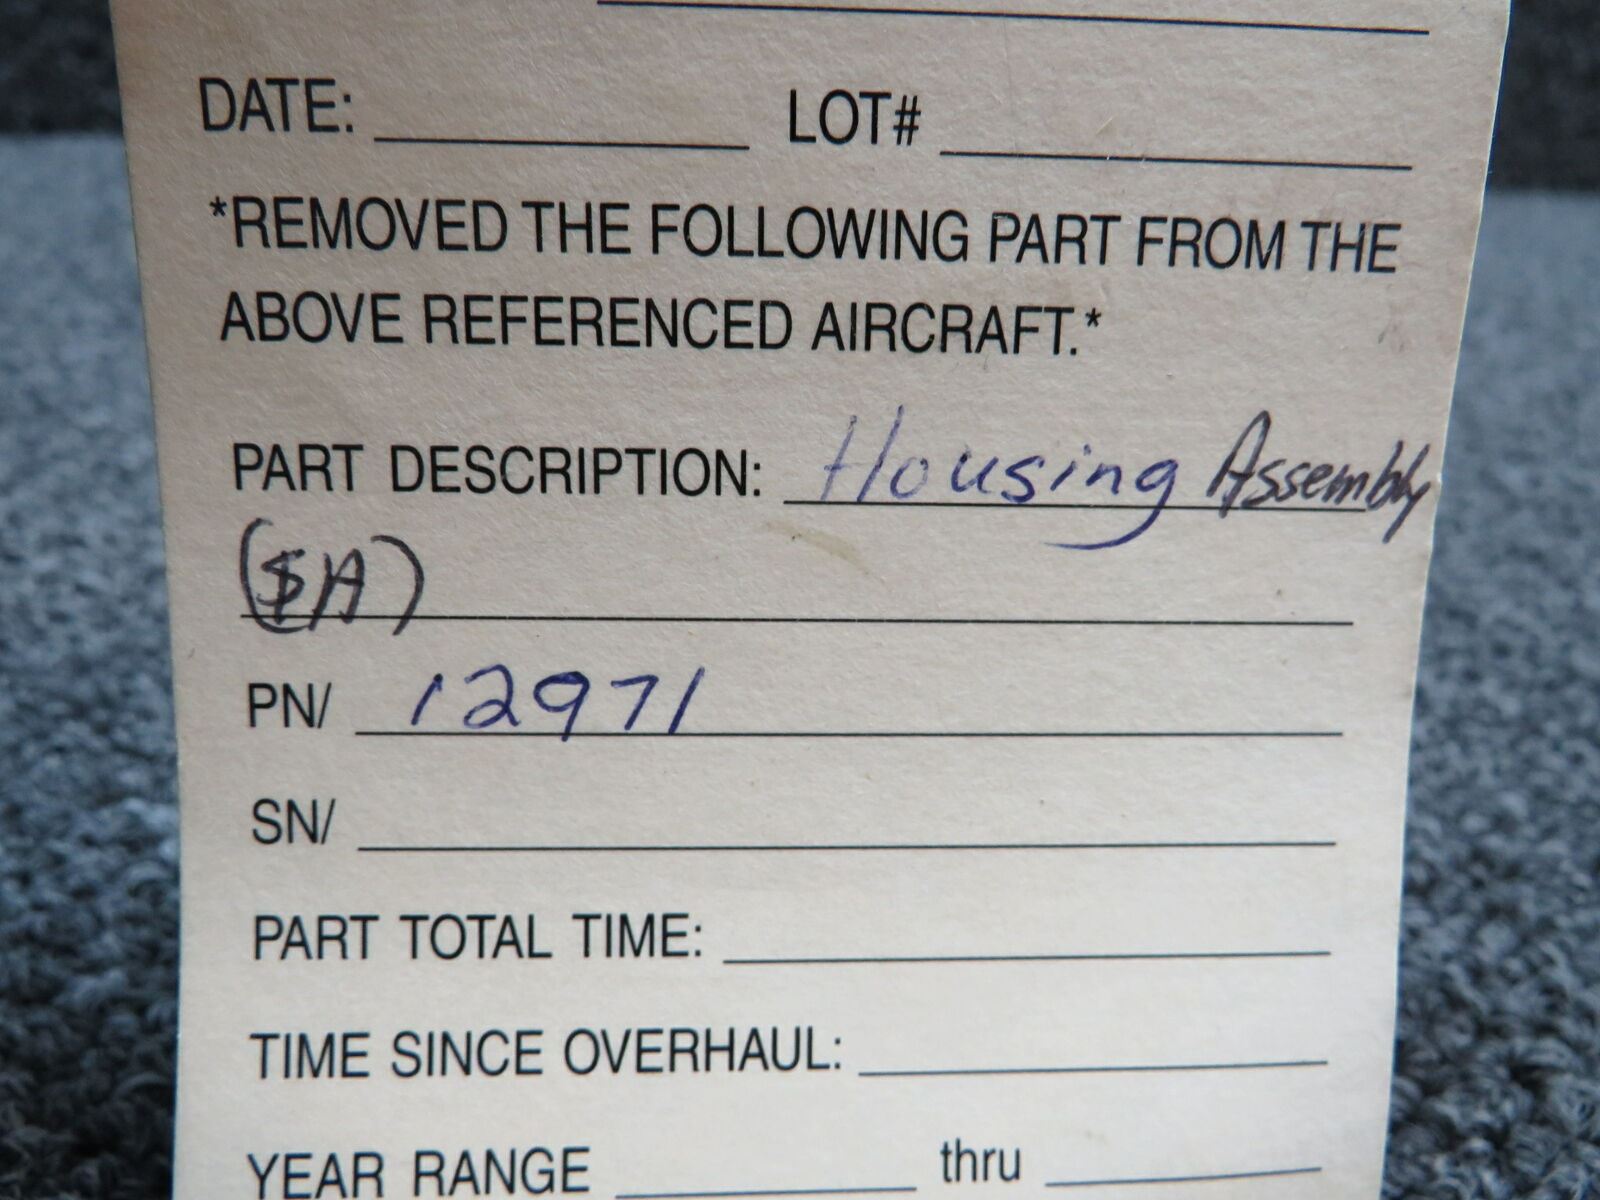 DATE: LOT#
*REMOVED THE FOLLOWING PART FROM THE
ABOVE REFERENCED AIRCRAFT.*
PART DESCRIPTION: Housing Assembly
PN/ 12971
SN/
PART TOTAL TIME:
TIME SINCE OVERHAUL:
YEAR RANGE thru